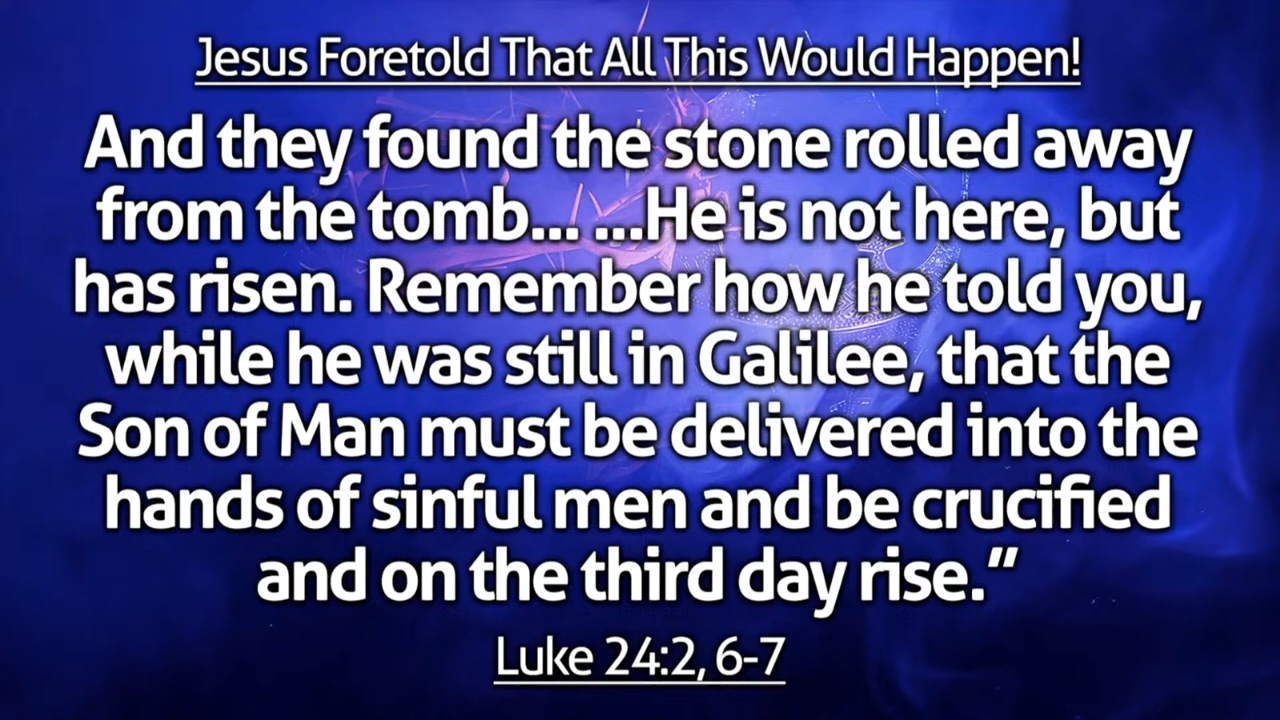 Jesus Foretold That All This Would Happen!
And they found the stone rolled away
from the tomb... ...He is not here, but
has risen. Remember how he told you,
while he was still in Galilee, that the
Son of Man must be delivered into the
hands of sinful men and be crucified
and on the third day rise.”
Luke 24:2, 6-7